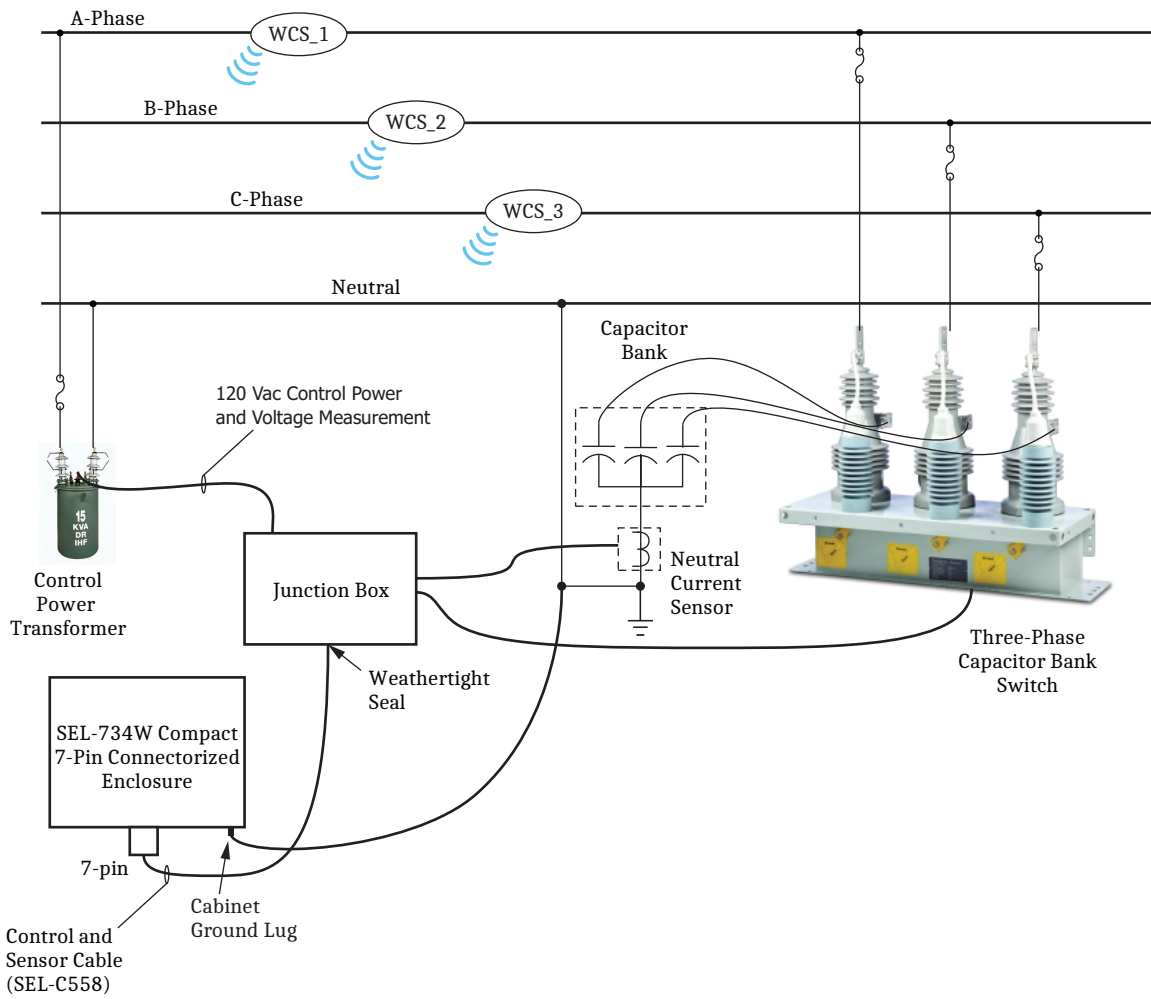 A-Phase
WCS_1
B-Phase
WCS_2
C-Phase
WCS_3
Neutral
Capacitor
Bank
120 Vac Control Power
and Voltage Measurement
15
KVA
DR
IHF
Control
Power
Transformer
Junction Box
Neutral
Current
Sensor
Three-Phase
Capacitor Bank
Switch
Weathertight
Seal
SEL-734W Compact
7-Pin Connectorized
Enclosure
7-pin
Cabinet
Ground Lug
Control and
Sensor Cable
(SEL-C558)